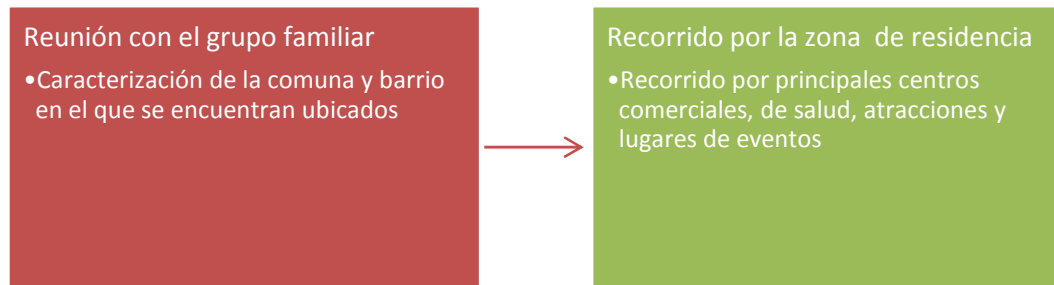 Reunión con el grupo familiar
•Caracterización de la comuna y barrio
en el que se encuentran ubicados
Recorrido por la zona  de residencia
•Recorrido por principales centros
comerciales, de salud, atracciones y
lugares de eventos